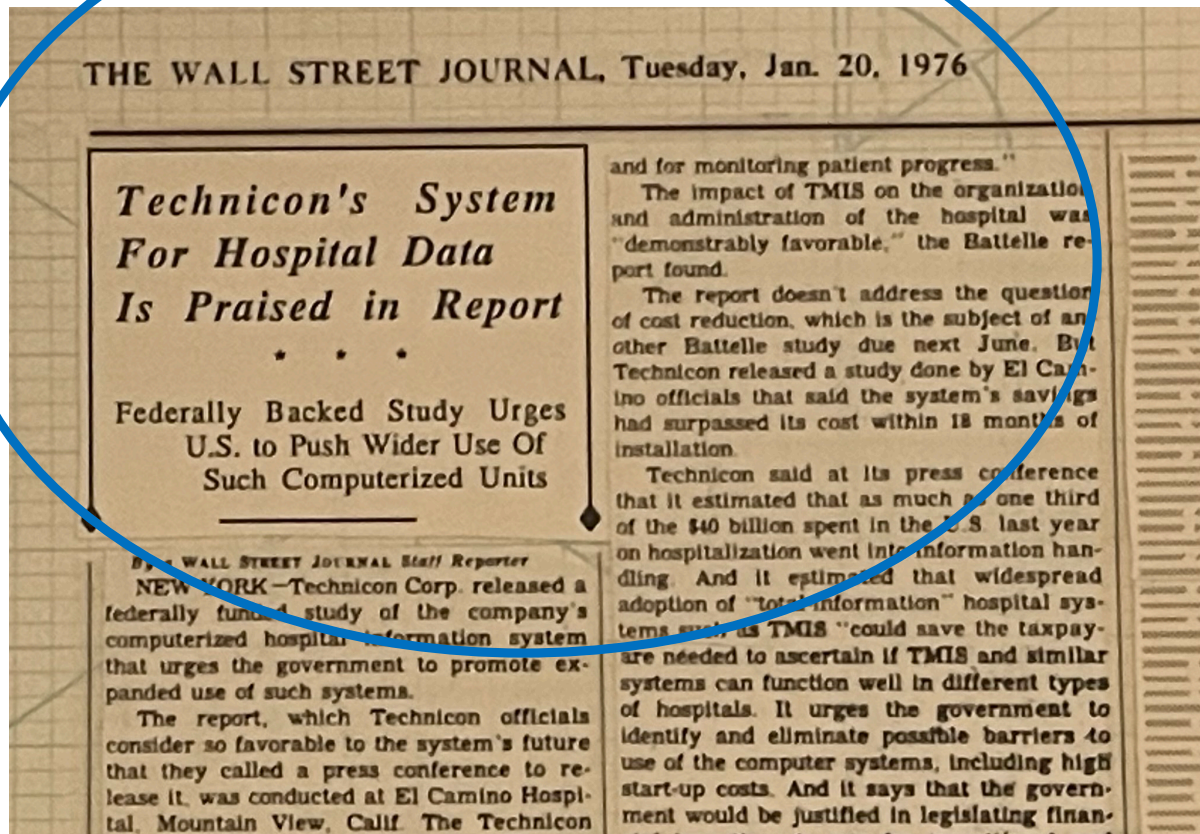 THE WALL STREET JOURNAL, Tuesday, Jan. 20, 1976
Technicon's System
For Hospital Data
Is Praised in Report
* * *
Federally Backed Study Urges
U.S. to Push Wider Use Of
Such Computerized Units
By a WALL STREET JOURNAL Staff Reporter
NEW YORK—Technicon Corp. released a
federally funded study of the company's
computerized hospital information system
that urges the government to promote ex-
panded use of such systems.
The report, which Technicon officials
consider so favorable to the system's future
that they called a press conference to re-
lease it, was conducted at El Camino Hospi-
tal, Mountain View, Calif. The Technicon
and for monitoring patient progress."
The impact of TMIS on the organization
and administration of the hospital was
"demonstrably favorable," the Battelle re-
port found.
The report doesn't address the question
of cost reduction, which is the subject of an-
other Battelle study due next June. But
Technicon released a study done by El Cam-
ino officials that said the system's savings
had surpassed its cost within 18 months of
installation.
Technicon said at its press conference
that it estimated that as much as one third
of the $40 billion spent in the U.S. last year
on hospitalization went into information han-
dling. And it estimated that widespread
adoption of "total information" hospital sys-
tems such as TMIS "could save the taxpay-
are needed to ascertain if TMIS and similar
systems can function well in different types
of hospitals. It urges the government to
identify and eliminate possible barriers to
use of the computer systems, including high
start-up costs. And it says that the govern-
ment would be justified in legislating finan-